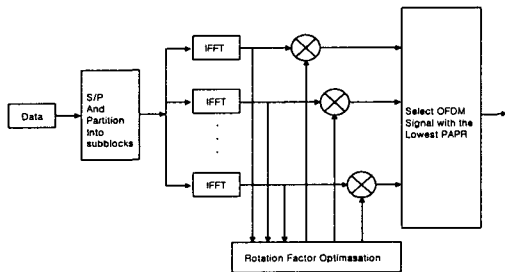 Data
S/P
And
Partition
Into
subblocks
IFFT
IFFT
IFFT
Select OFDM
Signal with the
Lowest PAPR
Rotation Factor Optimasation